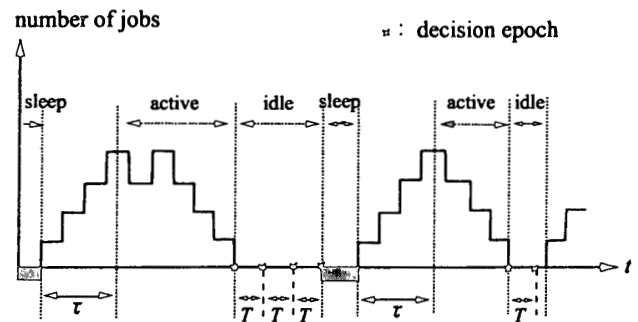 number of jobs
¤ : decision epoch
sleep active idle sleep active idle
t
τ T T T τ T